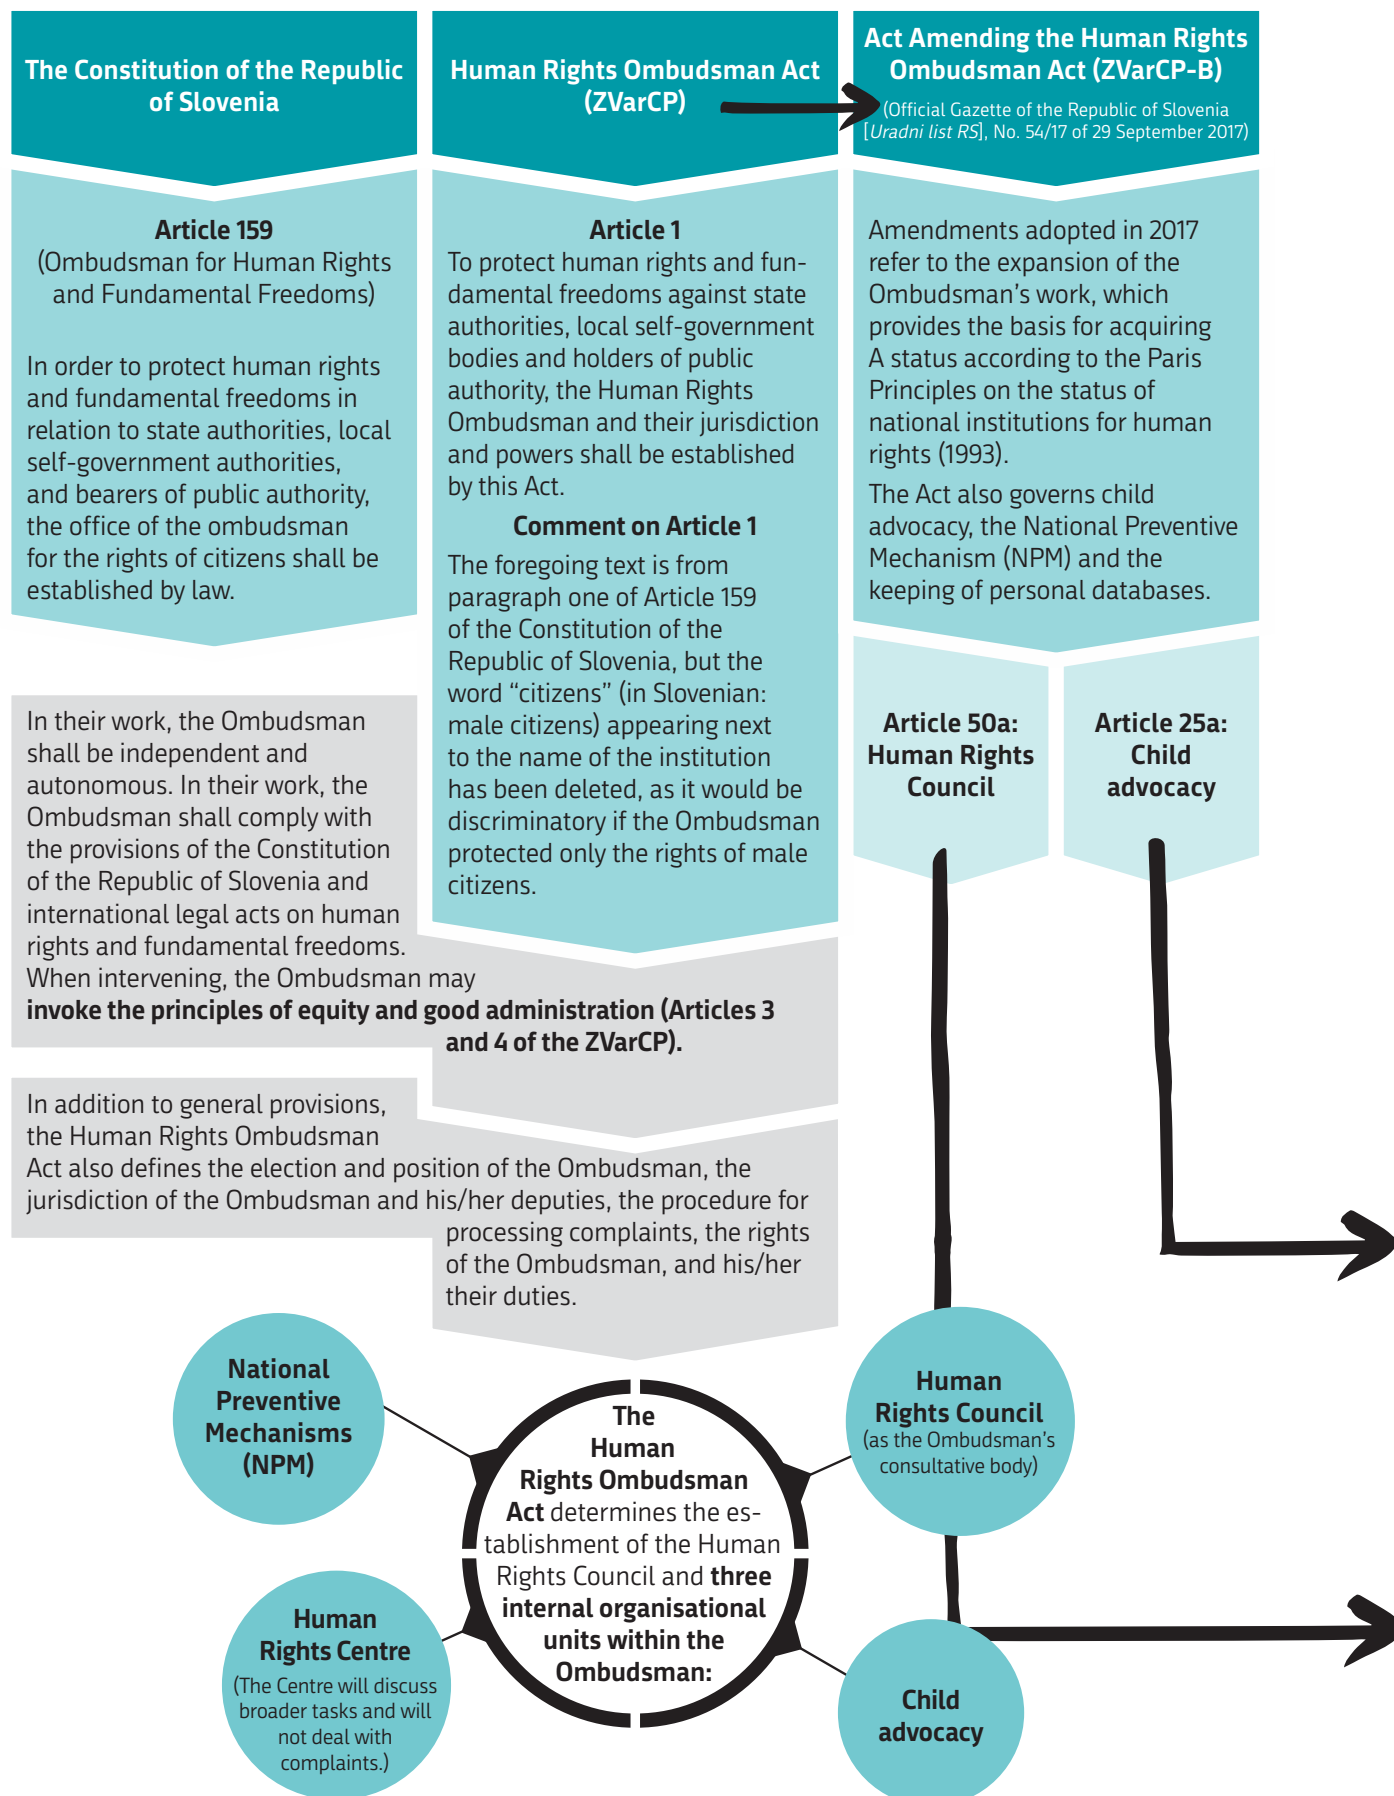 The Constitution of the Republic
of Slovenia
Article 159
(Ombudsman for Human Rights
and Fundamental Freedoms)
In order to protect human rights
and fundamental freedoms in
relation to state authorities, local
self-government authorities,
and bearers of public authority,
the office of the ombudsman
for the rights of citizens shall be
established by law.
Human Rights Ombudsman Act
(ZVarCP)
Article 1
To protect human rights and fun-
damental freedoms against state
authorities, local self-government
bodies and holders of public
authority, the Human Rights
Ombudsman and their jurisdiction
and powers shall be established
by this Act.
Comment on Article 1
The foregoing text is from
paragraph one of Article 159
of the Constitution of the
Republic of Slovenia, but the
word “citizens” (in Slovenian:
male citizens) appearing next
to the name of the institution
has been deleted, as it would be
discriminatory if the Ombudsman
protected only the rights of male
citizens.
Act Amending the Human Rights
Ombudsman Act (ZVarCP-B)
(Official Gazette of the Republic of Slovenia
[Uradni list RS], No. 54/17 of 29 September 2017)
Amendments adopted in 2017
refer to the expansion of the
Ombudsman’s work, which
provides the basis for acquiring
A status according to the Paris
Principles on the status of
national institutions for human
rights (1993).
The Act also governs child
advocacy, the National Preventive
Mechanism (NPM) and the
keeping of personal databases.
Article 50a:
Human Rights
Council
Article 25a:
Child
advocacy
In their work, the Ombudsman
shall be independent and
autonomous. In their work, the
Ombudsman shall comply with
the provisions of the Constitution
of the Republic of Slovenia and
international legal acts on human
rights and fundamental freedoms.
When intervening, the Ombudsman may
invoke the principles of equity and good administration (Articles 3
and 4 of the ZVarCP).
In addition to general provisions,
the Human Rights Ombudsman
Act also defines the election and position of the Ombudsman, the
jurisdiction of the Ombudsman and his/her deputies, the procedure for
processing complaints, the rights
of the Ombudsman, and his/her
their duties.
National
Preventive
Mechanisms
(NPM)
The
Human
Rights Ombudsman
Act determines the es-
tablishment of the Human
Rights Council and three
internal organisational
units within the
Ombudsman:
Human
Rights Council
(as the Ombudsman’s
consultative body)
Human
Rights Centre
(The Centre will discuss
broader tasks and will
not deal with
complaints.)
Child
advocacy